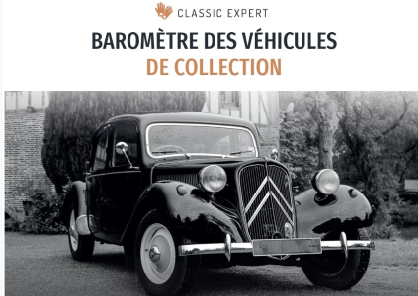 CLASSIC EXPERT
BAROMÈTRE DES VÉHICULES
DE COLLECTION